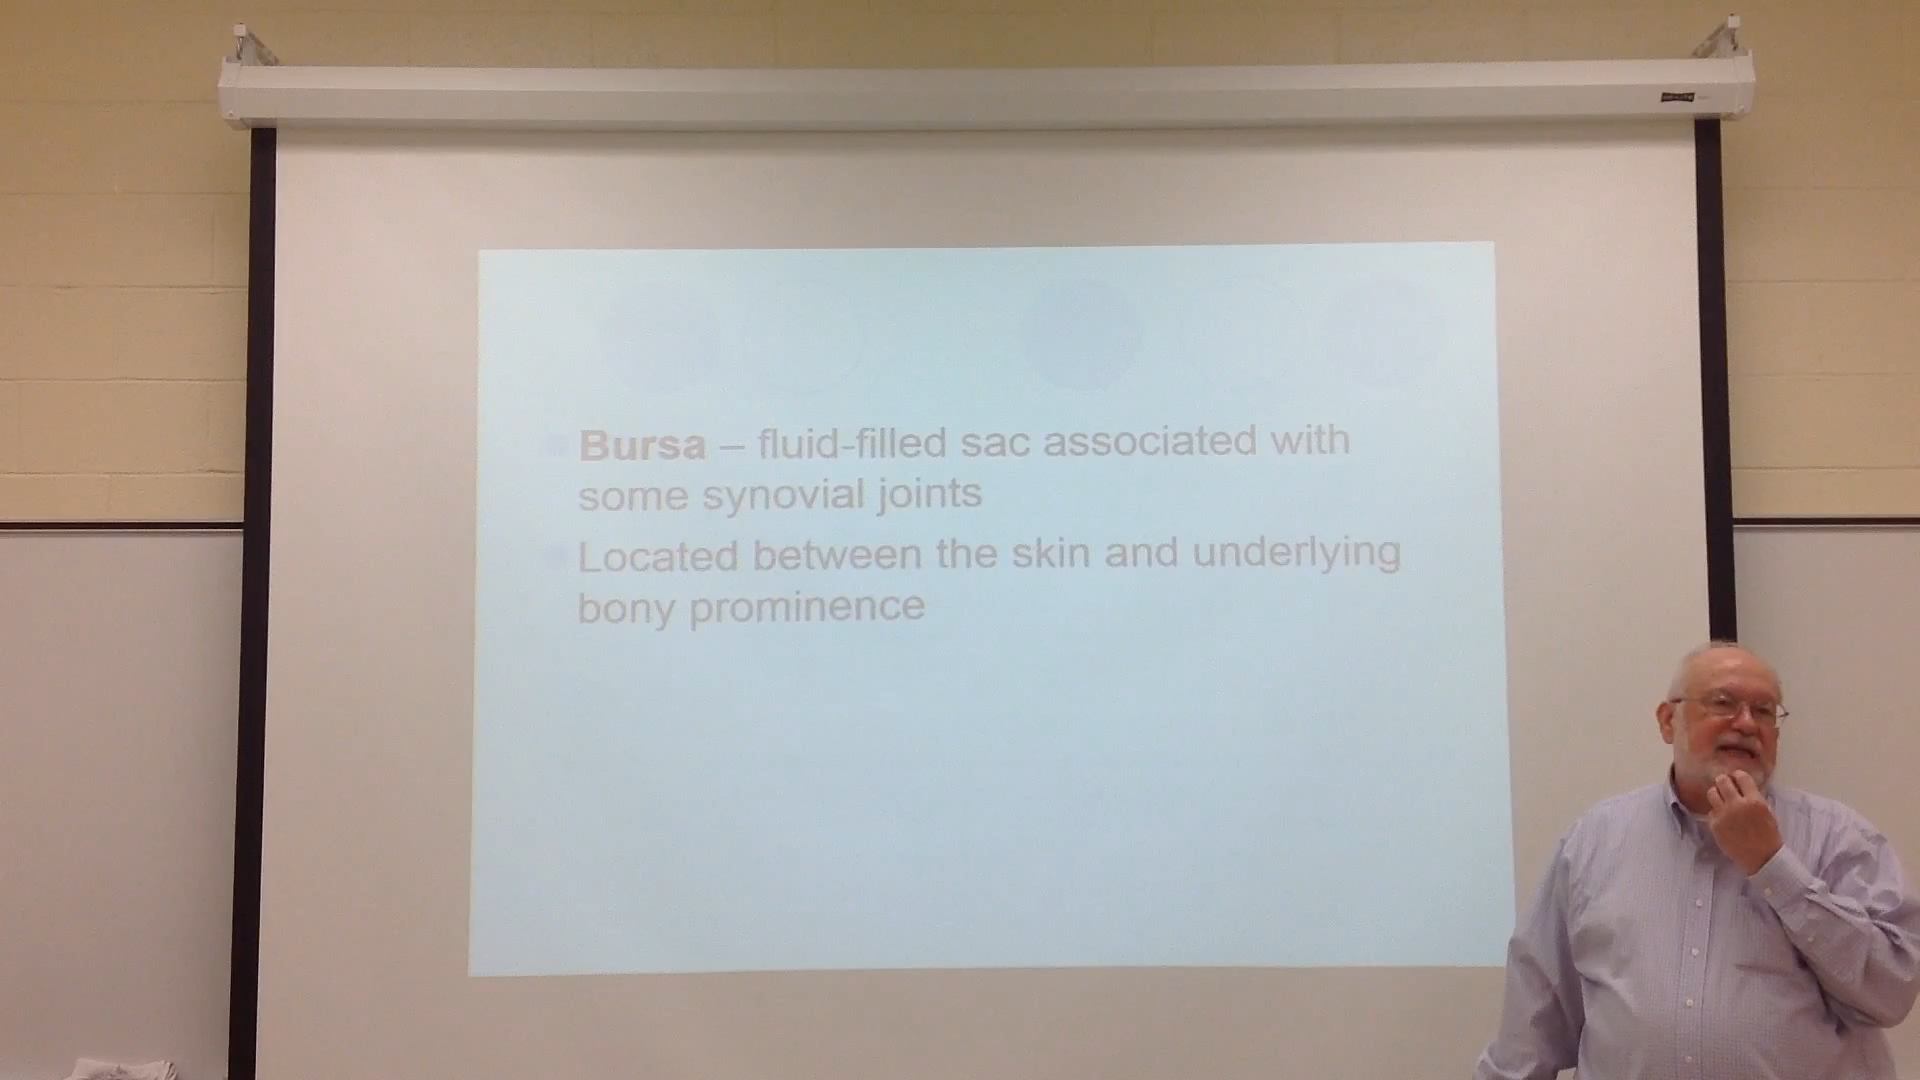 Bursa – fluid-filled sac associated with
some synovial joints
Located between the skin and underlying
bony prominence